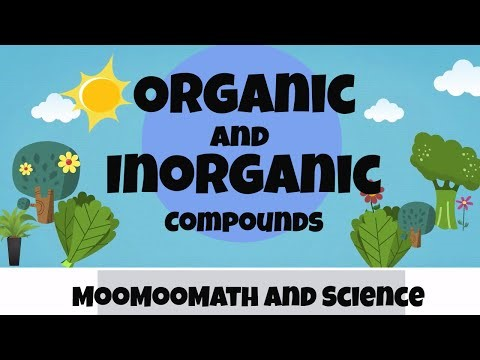 ORGANIC
AND
INORGANIC
COMPOUNDS
MooMooMath and Science